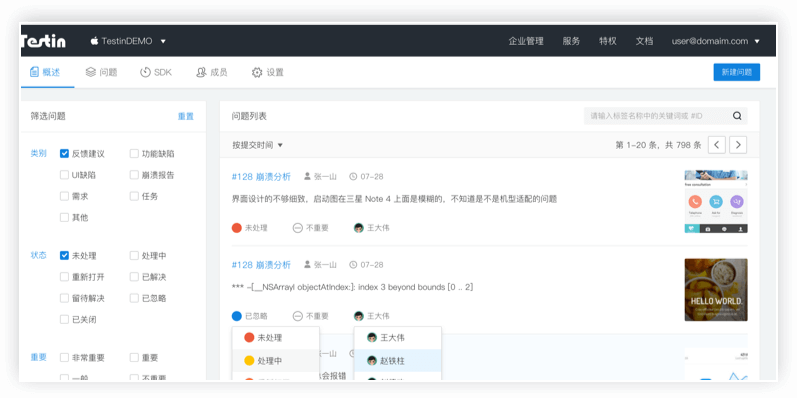 Testin
TestinDEMO
企业管理 服务 特权 文档 user@domaim.com
概述 问题 SDK 成员 设置 新建问题
筛选问题 重置
类别 反馈建议 功能缺陷
UI缺陷 崩溃报告
需求 任务
其他
状态 未处理 处理中
重新打开 已解决
留待解决 已忽略
已关闭
重要 非常重要 重要
一般 不重要
问题列表 请输入标签名称中的关键词或 #ID
按提交时间 第 1-20 条，共 798 条
#128 崩溃分析 张一山 07-28
界面设计的不够细致，启动图在三星 Note 4 上面是模糊的，不知道是不是机型适配的问题
未处理 不重要 王大伟
Free consultation
#128 崩溃分析 张一山 07-28
*** -[__NSArrayI objectAtIndex:]: index 3 beyond bounds [0 .. 2]
已忽略 不重要 王大伟
HELLO WORLD.
未处理 王大伟
处理中 赵铁柱
一山
会报错